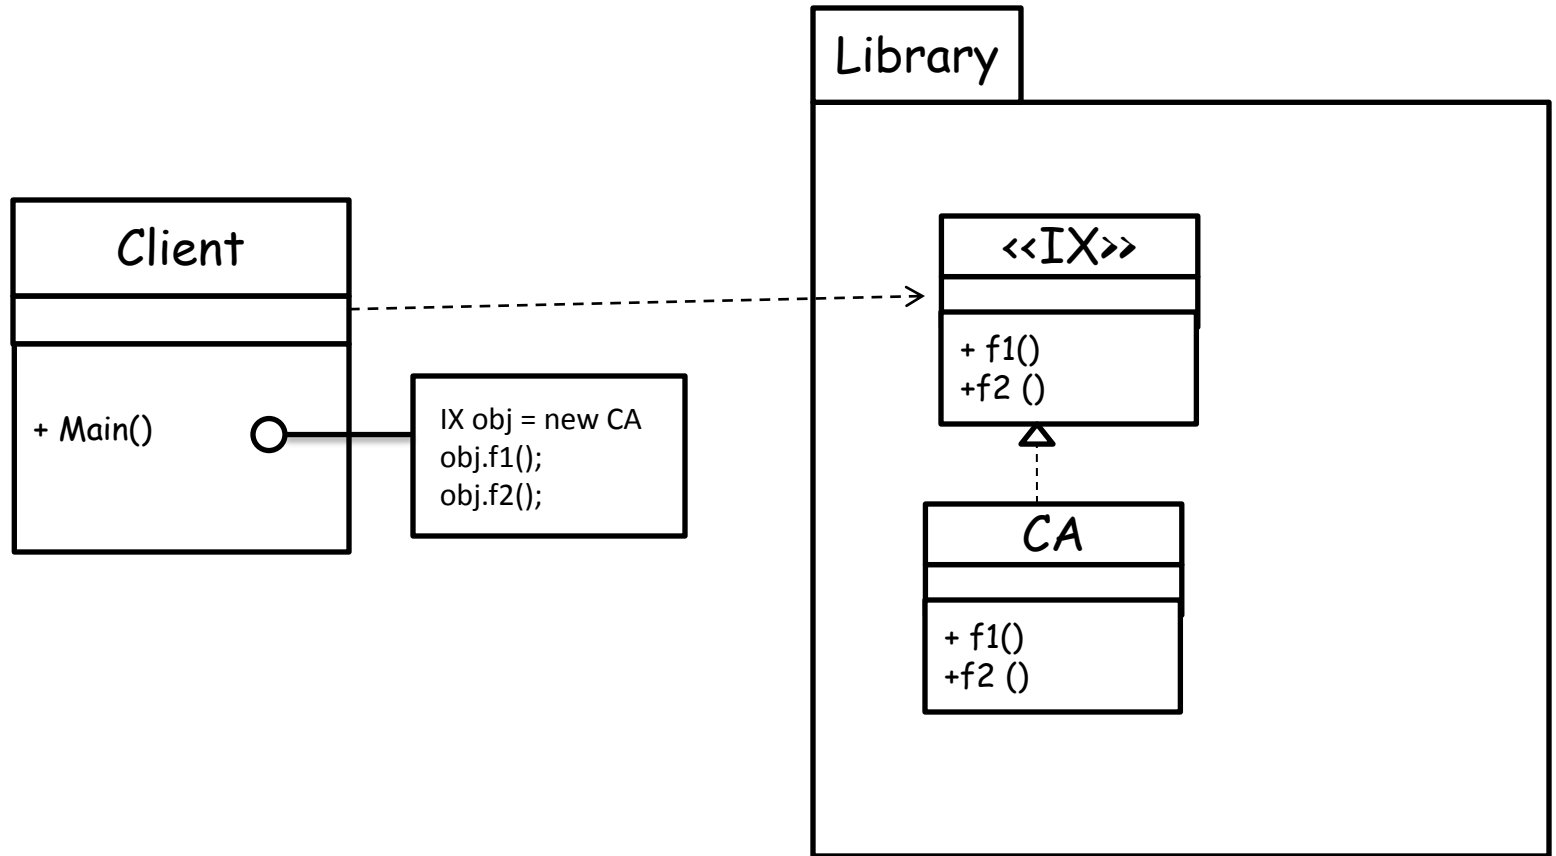 Library
Client
+ Main()
IX obj = new CA
obj.f1();
obj.f2();
<<IX>>
+ f1()
+f2 ()
CA
+ f1()
+f2 ()